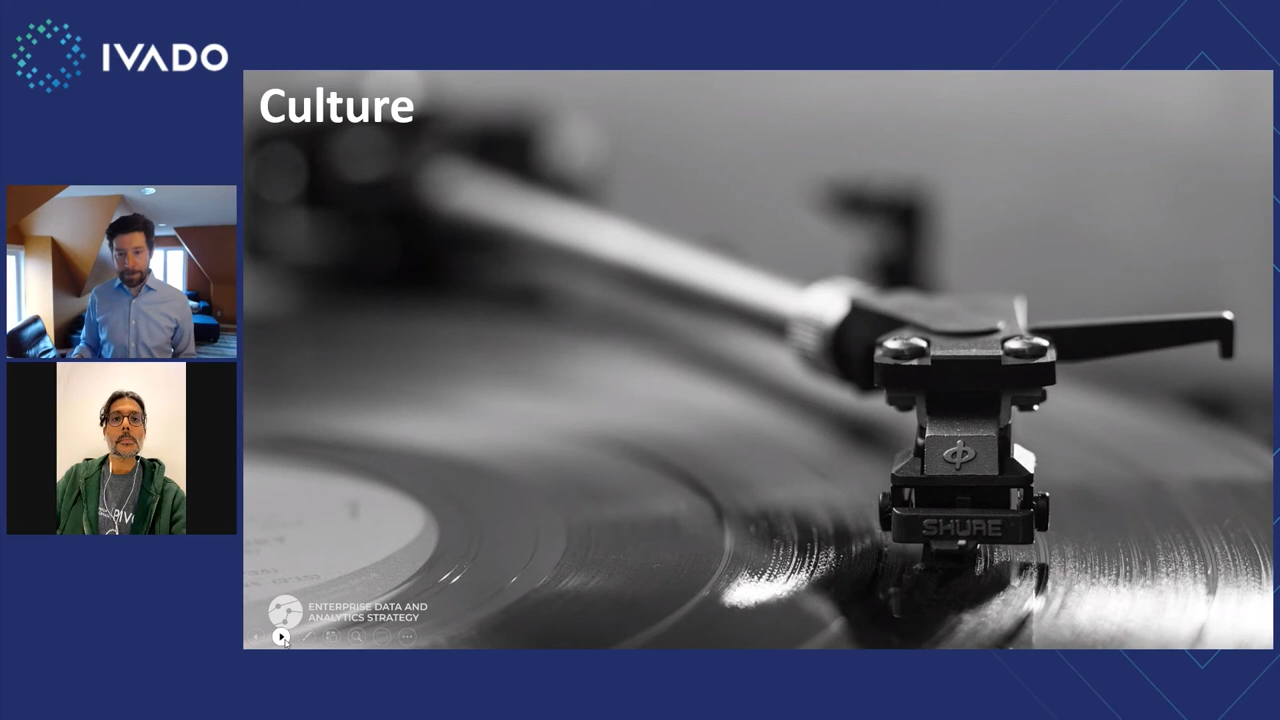 IVADO
Culture
SHURE
ENTERPRISE DATA AND
ANALYTICS STRATEGY